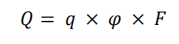 Q = q × φ × F